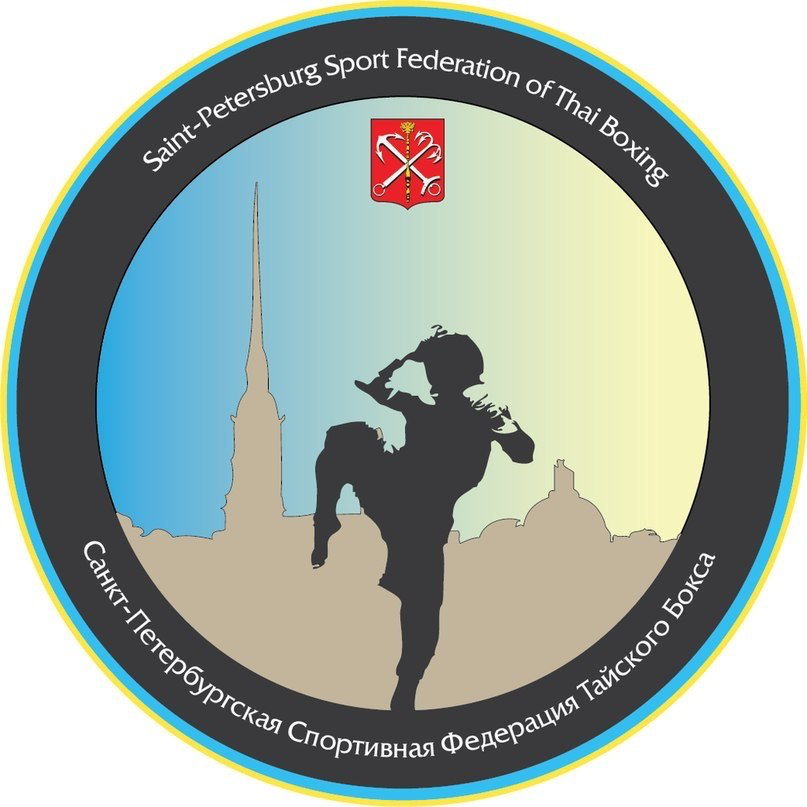 Saint-Petersburg Sport Federation of Thai Boxing
Санкт-Петербургская Спортивная Федерация Тайского Бокса